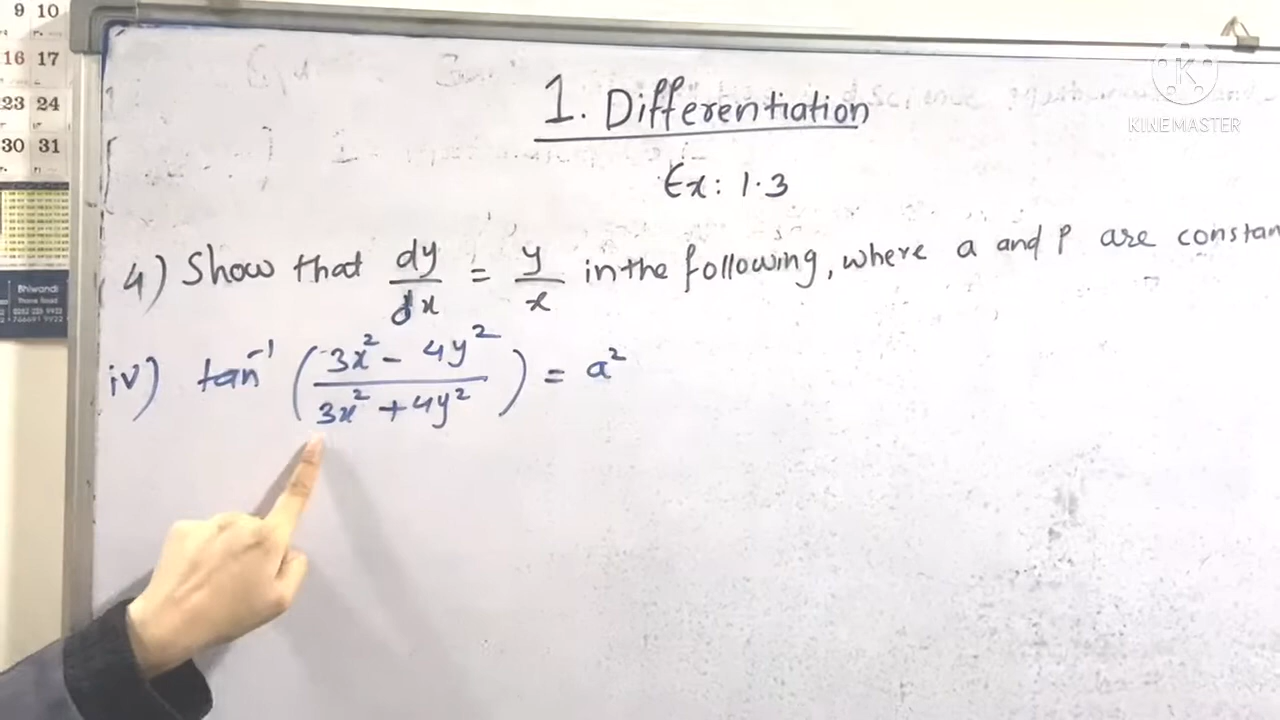 9 10
16 17
23 24
30 31
Bhiwandi
KINEMASTER
1. Differentiation
Ex: 1.3
4) Show that dy/dx = y/x in the following, where a and P are constan
iv) tan⁻¹ (3x² - 4y² / 3x² + 4y²) = a²